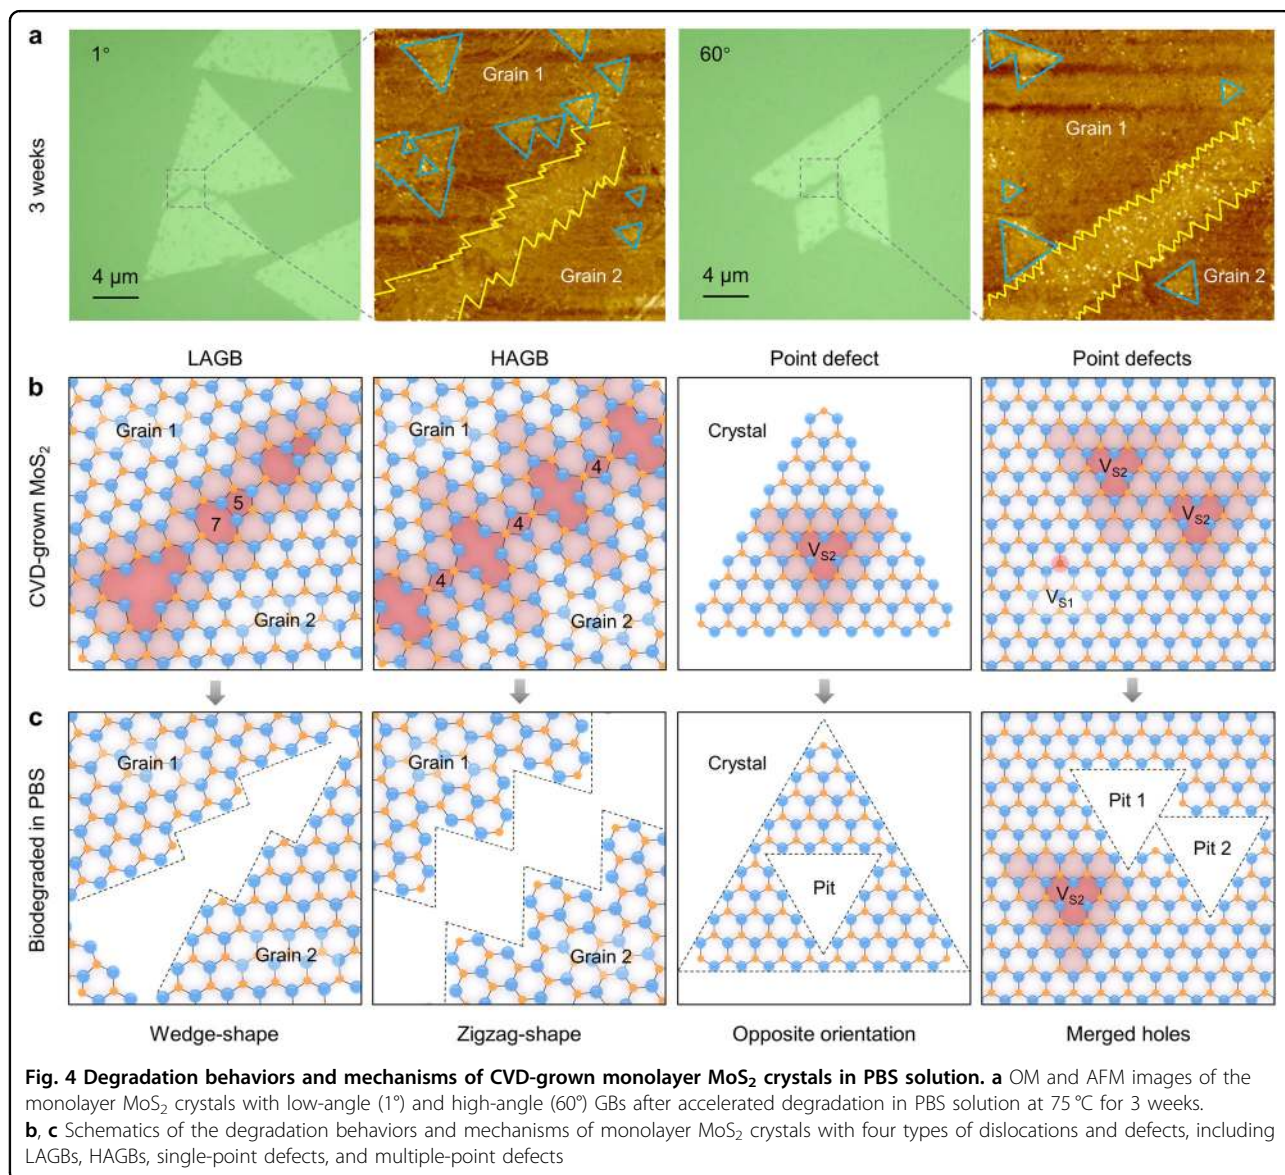 a
3 weeks
1°
4 μm
Grain 1
Grain 2
60°
4 μm
Grain 1
Grain 2
LAGB
HAGB
Point defect
Point defects
b
CVD-grown MoS2
Grain 1
5
7
Grain 2
Grain 1
4
4
4
Grain 2
Crystal
VS2
VS2
VS2
VS1
c
Biodegraded in PBS
Grain 1
Grain 2
Grain 1
Grain 2
Crystal
Pit
Pit 1
Pit 2
VS2
Wedge-shape
Zigzag-shape
Opposite orientation
Merged holes
Fig. 4 Degradation behaviors and mechanisms of CVD-grown monolayer MoS2 crystals in PBS solution. a OM and AFM images of the
monolayer MoS2 crystals with low-angle (1°) and high-angle (60°) GBs after accelerated degradation in PBS solution at 75 °C for 3 weeks.
b, c Schematics of the degradation behaviors and mechanisms of monolayer MoS2 crystals with four types of dislocations and defects, including
LAGBs, HAGBs, single-point defects, and multiple-point defects